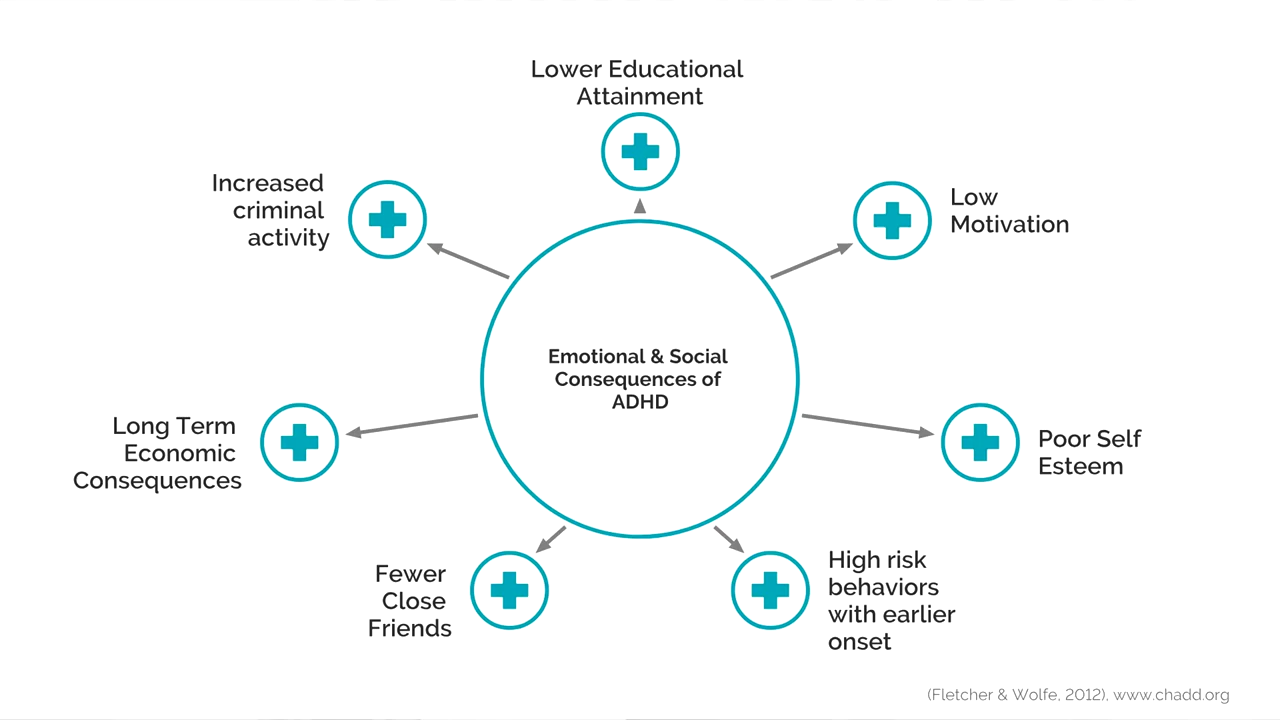 Lower Educational
Attainment
Increased
criminal
activity
Low
Motivation
Emotional & Social
Consequences of
ADHD
Long Term
Economic
Consequences
Poor Self
Esteem
Fewer
Close
Friends
High risk
behaviors
with earlier
onset
(Fletcher & Wolfe, 2012), www.chadd.org